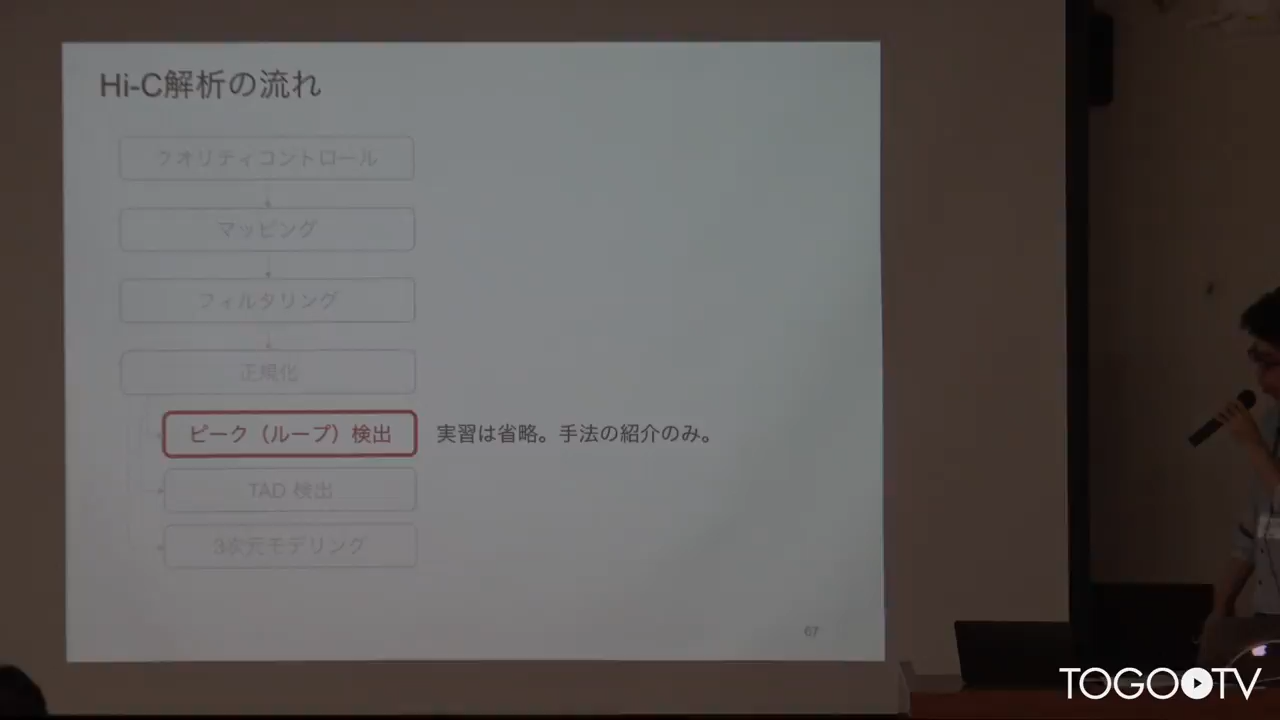 Hi-C解析の流れ
クオリティコントロール
マッピング
フィルタリング
正規化
ピーク（ループ）検出
実習は省略。手法の紹介のみ。
TAD 検出
3次元モデリング
67
TOGOTV